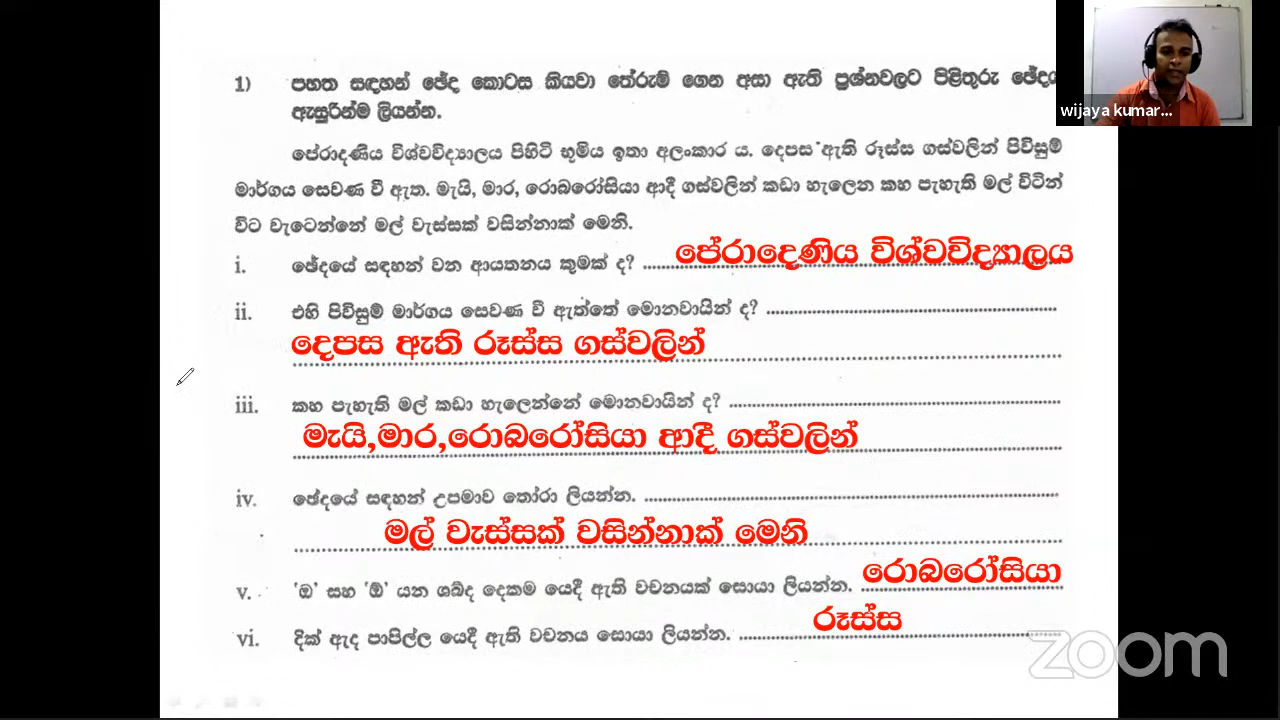 wijaya kumar...
1) පහත සඳහන් ඡේද කොටස කියවා තේරුම් ගෙන අසා ඇති ප්‍රශ්නවලට පිළිතුරු ඡේදය
ඇසුරින්ම ලියන්න.
පේරාදණිය විශ්වවිද්‍යාලය පිහිටි භූමිය ඉතා අලංකාර ය. දෙපස ඇති රූස්ස ගස්වලින් පිවිසුම්
මාර්ගය සෙවණ වී ඇත. මැයි, මාර, රොබරෝසියා ආදී ගස්වලින් කඩා හැලෙන කහ පැහැති මල් විටින්
විට වැටෙන්නේ මල් වැස්සක් වසින්නාක් මෙනි.
i. ඡේදයේ සඳහන් වන ආයතනය කුමක් ද? පේරාදෙණිය විශ්වවිද්‍යාලය
ii. එහි පිවිසුම් මාර්ගය සෙවණ වී ඇත්තේ මොනවායින් ද?
දෙපස ඇති රූස්ස ගස්වලින්
iii. කහ පැහැති මල් කඩා හැලෙන්නේ මොනවායින් ද?
මැයි,මාර,රොබරෝසියා ආදී ගස්වලින්
iv. ඡේදයේ සඳහන් උපමාව තෝරා ලියන්න.
මල් වැස්සක් වසින්නාක් මෙනි
v. ‘ඔ’ සහ ‘ඕ’ යන ශබ්ද දෙකම යෙදී ඇති වචනයක් සොයා ලියන්න. රොබරෝසියා
vi. දික් ඇද පාපිල්ල යෙදී ඇති වචනය සොයා ලියන්න. රූස්ස
zoom